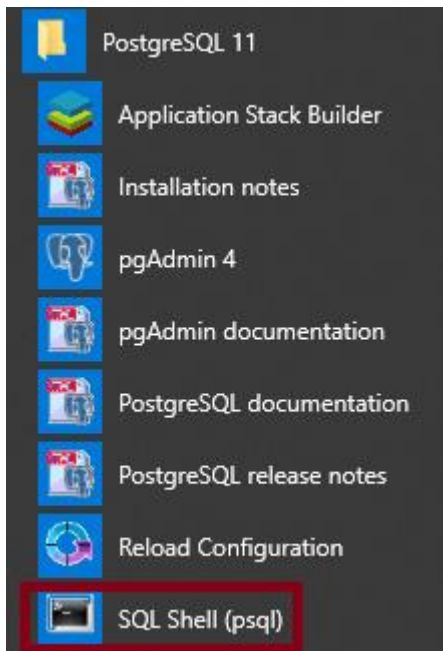 PostgreSQL 11
Application Stack Builder
Installation notes
pgAdmin 4
pgAdmin documentation
PostgreSQL documentation
PostgreSQL release notes
Reload Configuration
SQL Shell (psql)